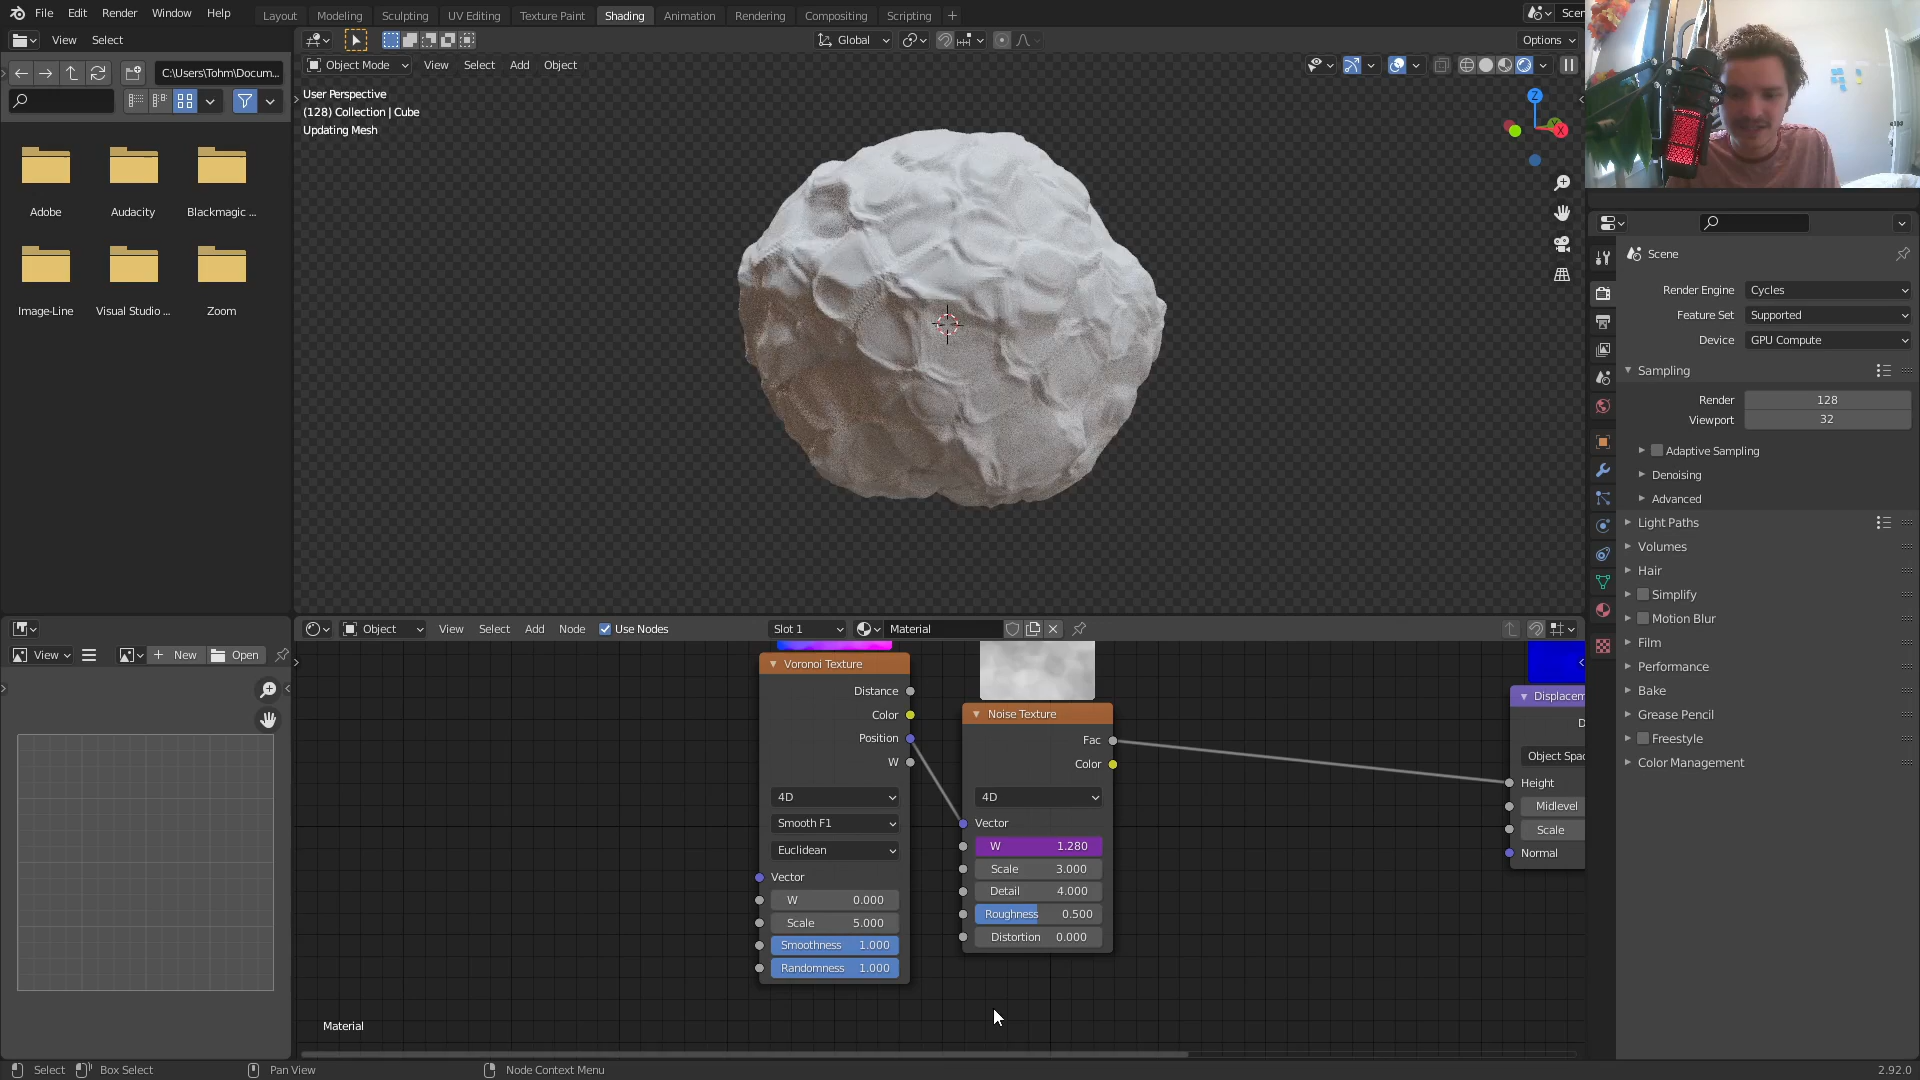 File Edit Render Window Help
Layout Modeling Sculpting UV Editing Texture Paint Shading Animation Rendering Compositing Scripting +
Scen
View Select
Global
Options
C:\Users\Tohm\Docum...
Object Mode View Select Add Object
User Perspective
(128) Collection | Cube
Updating Mesh
Z
Y
X
Adobe
Audacity
Blackmagic ...
Image-Line
Visual Studio ...
Zoom
Scene
Render Engine Cycles
Feature Set Supported
Device GPU Compute
Sampling
Render 128
Viewport 32
Adaptive Sampling
Denoising
Advanced
Light Paths
Volumes
Hair
Simplify
Motion Blur
Film
Performance
Bake
Grease Pencil
Freestyle
Color Management
Object View Select Add Node Use Nodes Slot 1 Material
View New Open
Voronoi Texture
Distance
Color
Position
W
4D
Smooth F1
Euclidean
Vector
W 0.000
Scale 5.000
Smoothness 1.000
Randomness 1.000
Noise Texture
Fac
Color
4D
Vector
W 1.280
Scale 3.000
Detail 4.000
Roughness 0.500
Distortion 0.000
Displacem
D
Object Spac
Height
Midlevel
Scale
Normal
Material
Select Box Select Pan View Node Context Menu 2.92.0